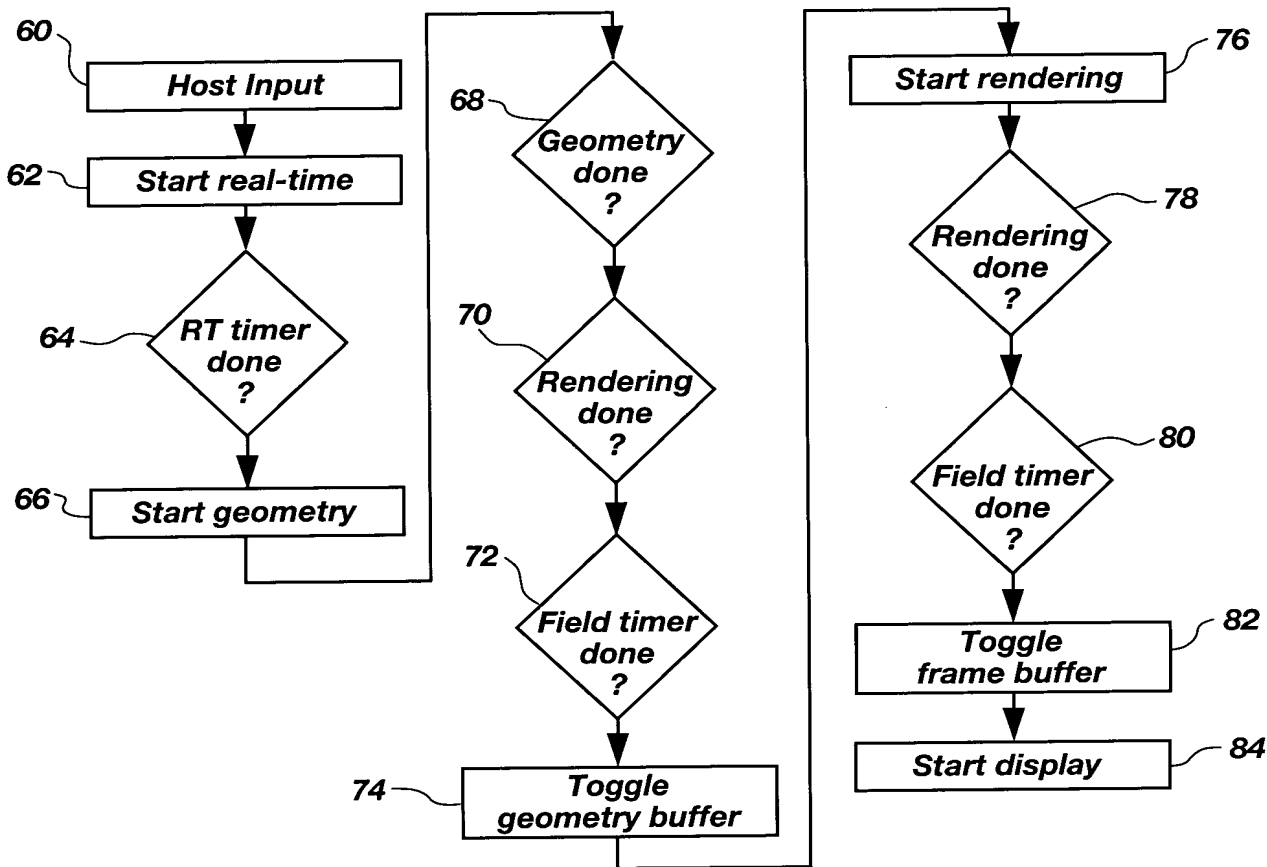 60
Host Input
62
Start real-time
64
RT timer
done
?
66
Start geometry
68
Geometry
done
?
70
Rendering
done
?
72
Field timer
done
?
74
Toggle
geometry buffer
76
Start rendering
78
Rendering
done
?
80
Field timer
done
?
82
Toggle
frame buffer
84
Start display